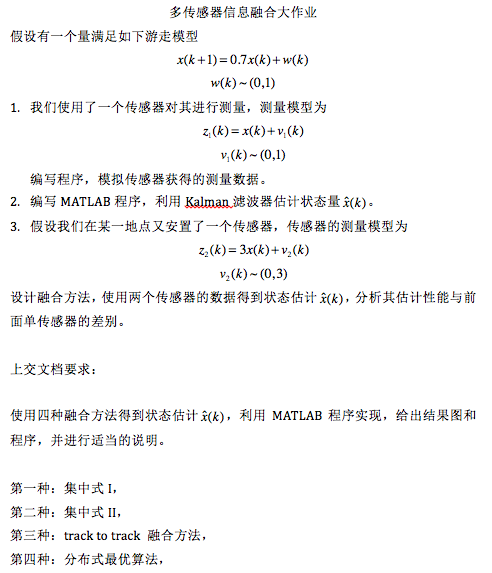 多传感器信息融合大作业
假设有一个量满足如下游走模型
x(k+1)=0.7x(k)+w(k)
w(k)~(0,1)
1. 我们使用了一个传感器对其进行测量，测量模型为
z₁(k)=x(k)+v₁(k)
v₁(k)~(0,1)
编写程序，模拟传感器获得的测量数据。
2. 编写 MATLAB 程序，利用 Kalman 滤波器估计状态量 x̂(k)。
3. 假设我们在某一地点又安置了一个传感器，传感器的测量模型为
z₂(k)=3x(k)+v₂(k)
v₂(k)~(0,3)
设计融合方法，使用两个传感器的数据得到状态估计 x̂(k)，分析其估计性能与前
面单传感器的差别。
上交文档要求：
使用四种融合方法得到状态估计 x̂(k)，利用 MATLAB 程序实现，给出结果图和
程序，并进行适当的说明。
第一种：集中式 I，
第二种：集中式 II，
第三种：track to track 融合方法，
第四种：分布式最优算法，